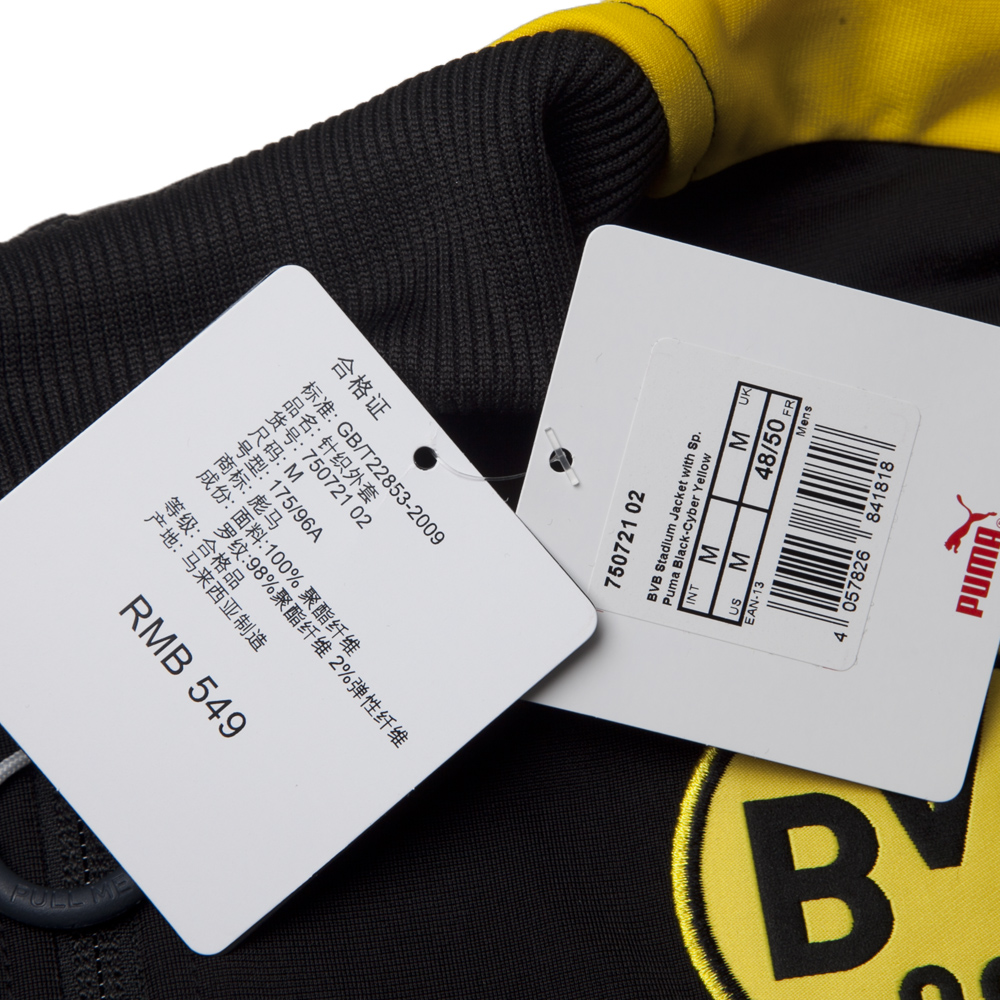 合格证
标准: GB/T22853-2009
品名: 针织外套
货号: 750721 02
尺码: M
号型: 175/96A
商标: 彪马
成份: 面料:100% 聚酯纤维
罗纹:98%聚酯纤维 2%弹性纤维
等级: 合格品
产地: 马来西亚制造
RMB 549
750721 02
BVB Stadium Jacket with Sp.
Puma Black-Cyber Yellow
INT M
UK M
US M
FR 48/50
Mens
EAN-13
4 057826 841818
PUMA
PULL ME
BV